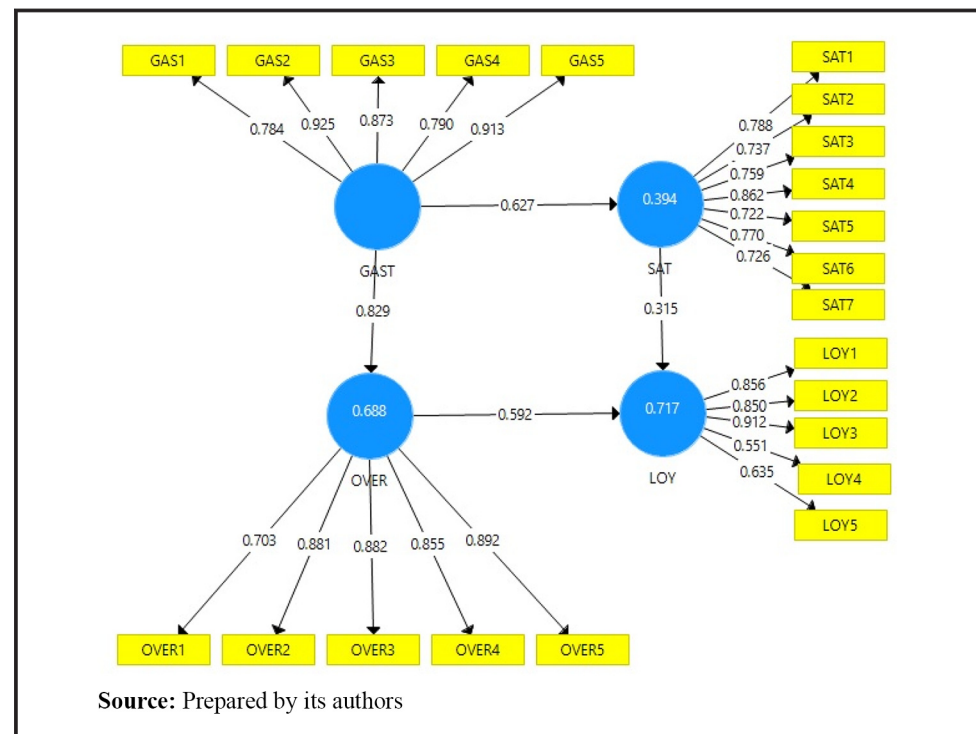 GAS1 GAS2 GAS3 GAS4 GAS5
SAT1
SAT2
SAT3
SAT4
SAT5
SAT6
SAT7
0.784 0.925 0.873 0.790 0.913
0.788
0.737
0.759
0.862
0.722
0.770
0.726
0.627
0.394
GAST
SAT
0.829
0.315
LOY1
LOY2
LOY3
LOY4
LOY5
0.856
0.850
0.912
0.551
0.635
0.688
0.592
0.717
OVER
LOY
0.703 0.881 0.882 0.855 0.892
OVER1 OVER2 OVER3 OVER4 OVER5
Source: Prepared by its authors